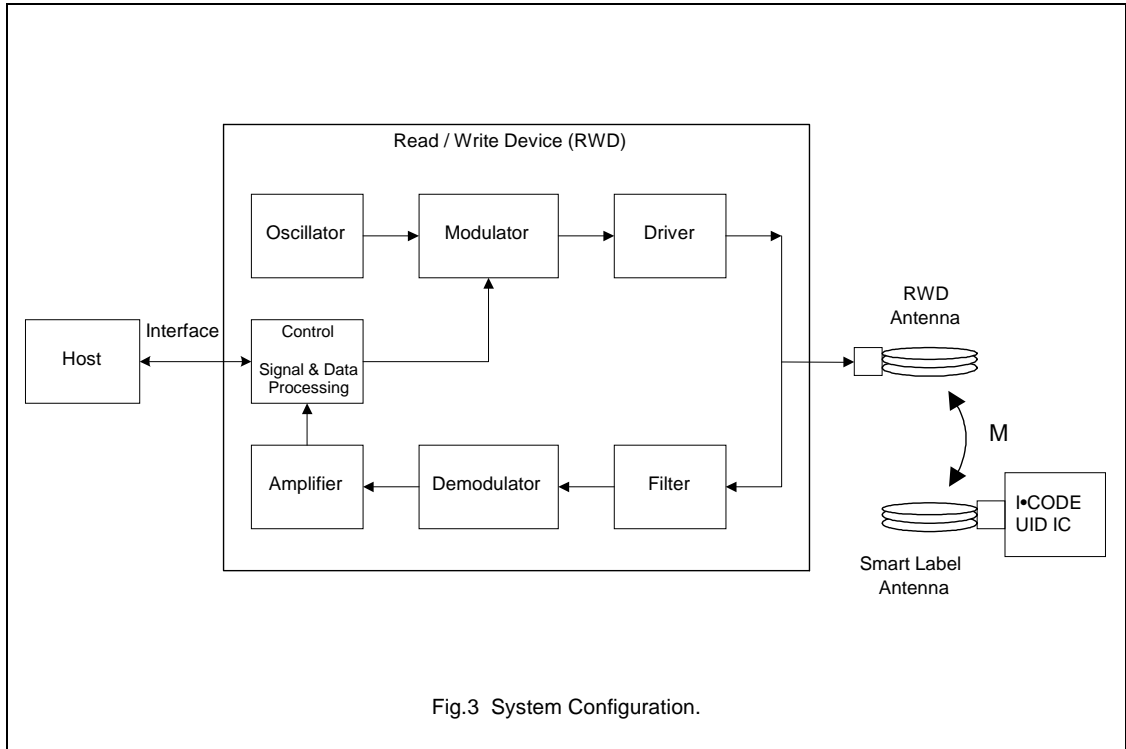 Read / Write Device (RWD)
Oscillator
Modulator
Driver
RWD
Antenna
Interface
Host
Control
Signal & Data
Processing
M
Amplifier
Demodulator
Filter
I•CODE
UID IC
Smart Label
Antenna
Fig.3 System Configuration.